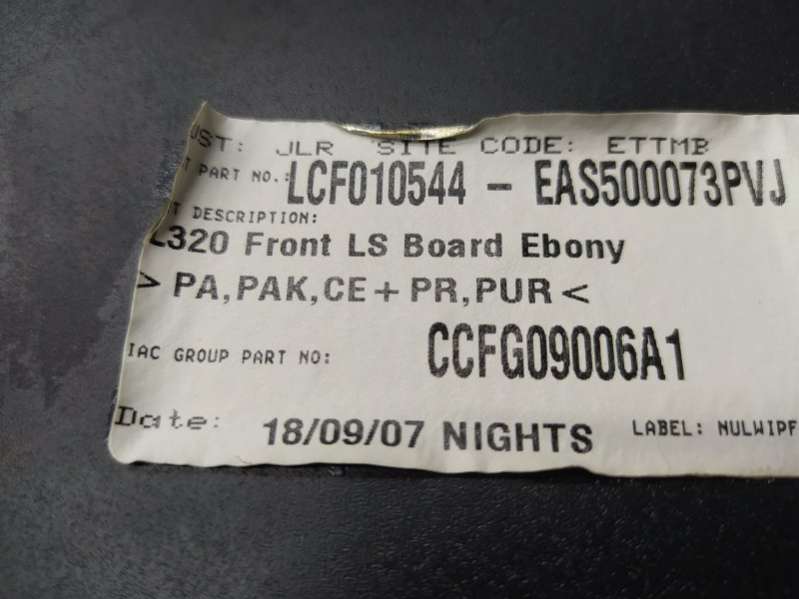 UST: JLR SITE CODE: ETTMB
T PART NO.: LCF010544 - EAS500073PVJ
T DESCRIPTION:
L320 Front LS Board Ebony
> PA,PAK,CE + PR,PUR <
IAC GROUP PART NO: CCFG09006A1
Date: 18/09/07 NIGHTS LABEL: NULWIPF